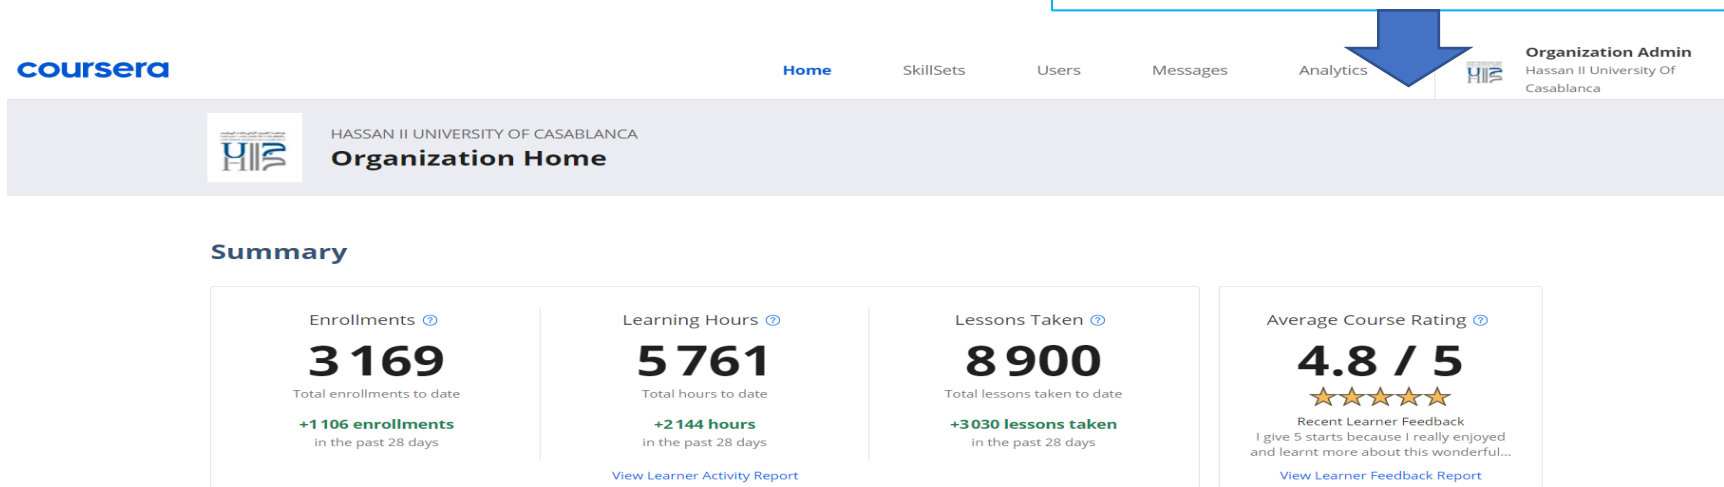 coursera
Home SkillSets Users Messages Analytics
Organization Admin
Hassan II University Of
Casablanca
HASSAN II UNIVERSITY OF CASABLANCA
Organization Home
Summary
Enrollments
3 169
Total enrollments to date
+1 106 enrollments
in the past 28 days
Learning Hours
5 761
Total hours to date
+2 144 hours
in the past 28 days
View Learner Activity Report
Lessons Taken
8 900
Total lessons taken to date
+3 030 lessons taken
in the past 28 days
Average Course Rating
4.8 / 5
Recent Learner Feedback
I give 5 starts because I really enjoyed
and learnt more about this wonderful...
View Learner Feedback Report